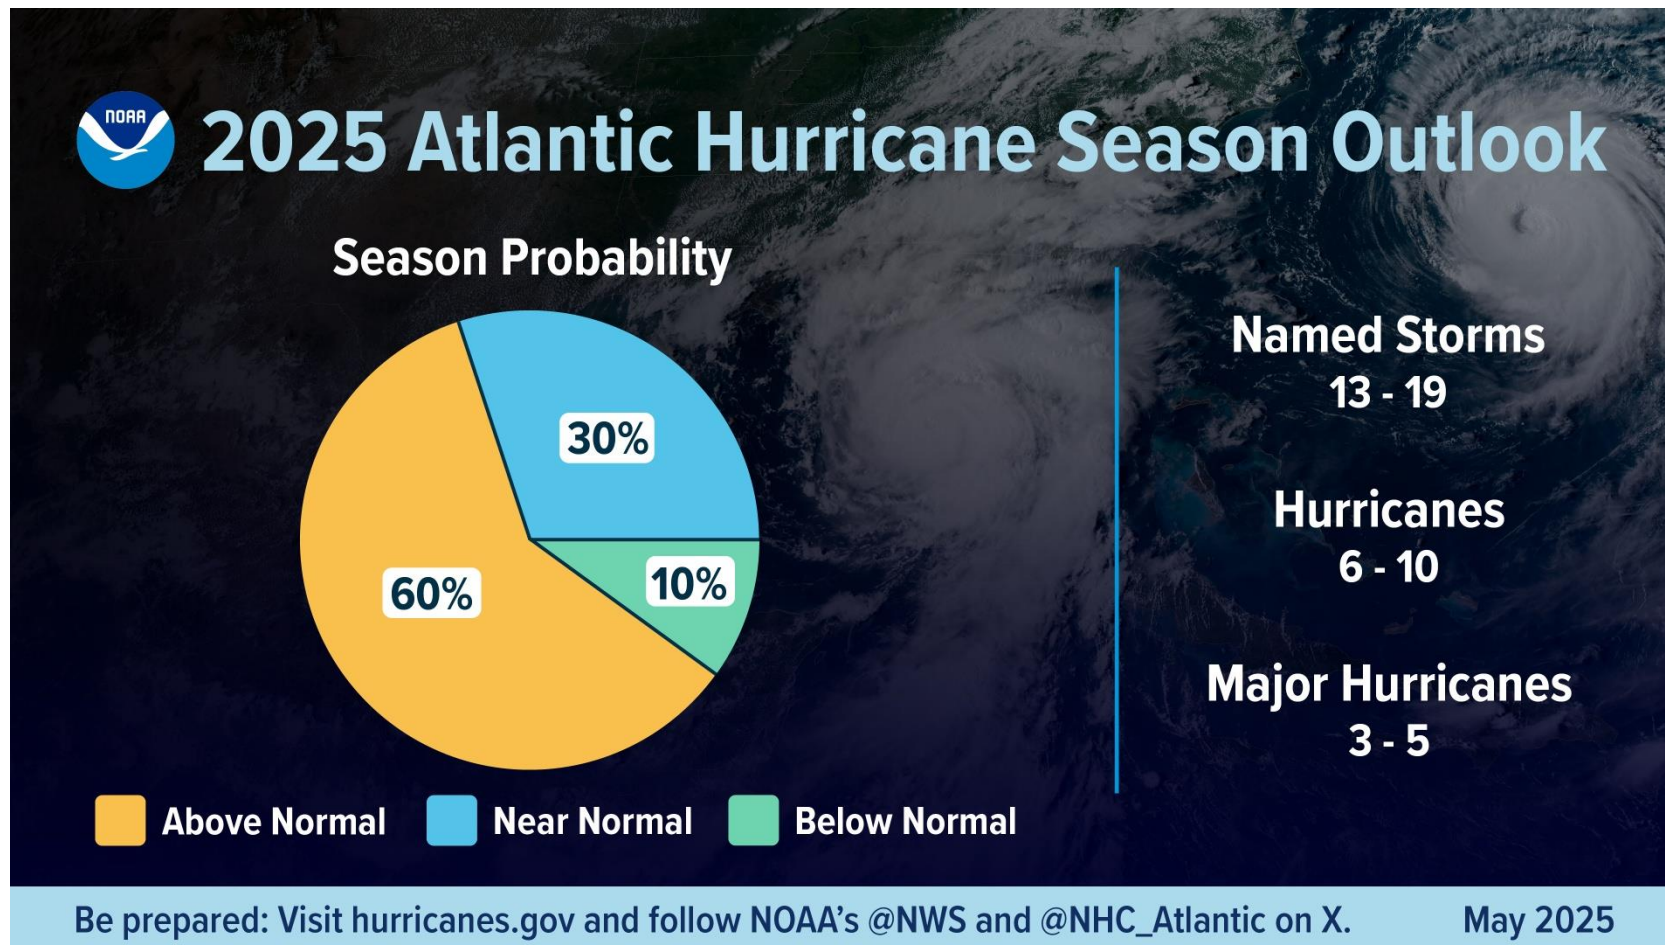 NOAA
2025 Atlantic Hurricane Season Outlook
Season Probability
30%
60%
10%
Above Normal
Near Normal
Below Normal
Named Storms
13 - 19
Hurricanes
6 - 10
Major Hurricanes
3 - 5
Be prepared: Visit hurricanes.gov and follow NOAA’s @NWS and @NHC_Atlantic on X.
May 2025